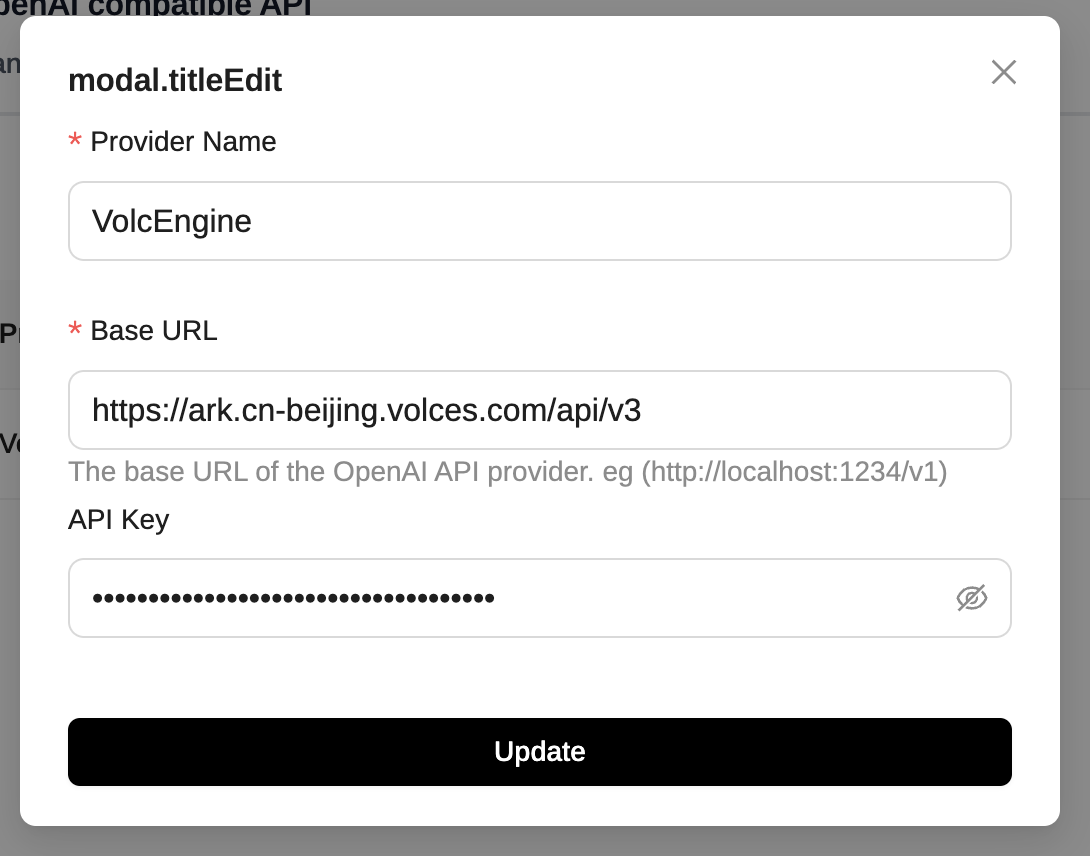 penAI compatible API
an
modal.titleEdit
* Provider Name
VolcEngine
Pr
* Base URL
https://ark.cn-beijing.volces.com/api/v3
Vo
The base URL of the OpenAI API provider. eg (http://localhost:1234/v1)
API Key
••••••••••••••••••••••••••••••••••••
Update